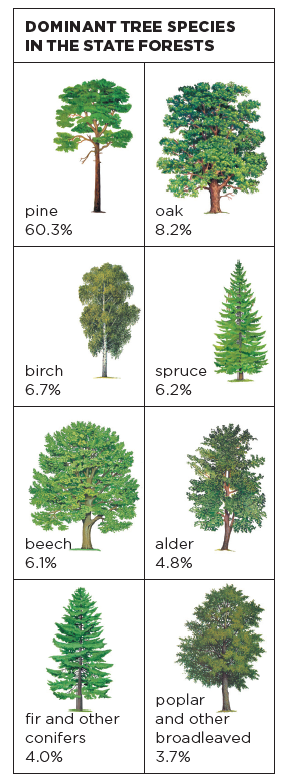 DOMINANT TREE SPECIES
IN THE STATE FORESTS
pine
60.3%
oak
8.2%
birch
6.7%
spruce
6.2%
beech
6.1%
alder
4.8%
fir and other
conifers
4.0%
poplar
and other
broadleaved
3.7%